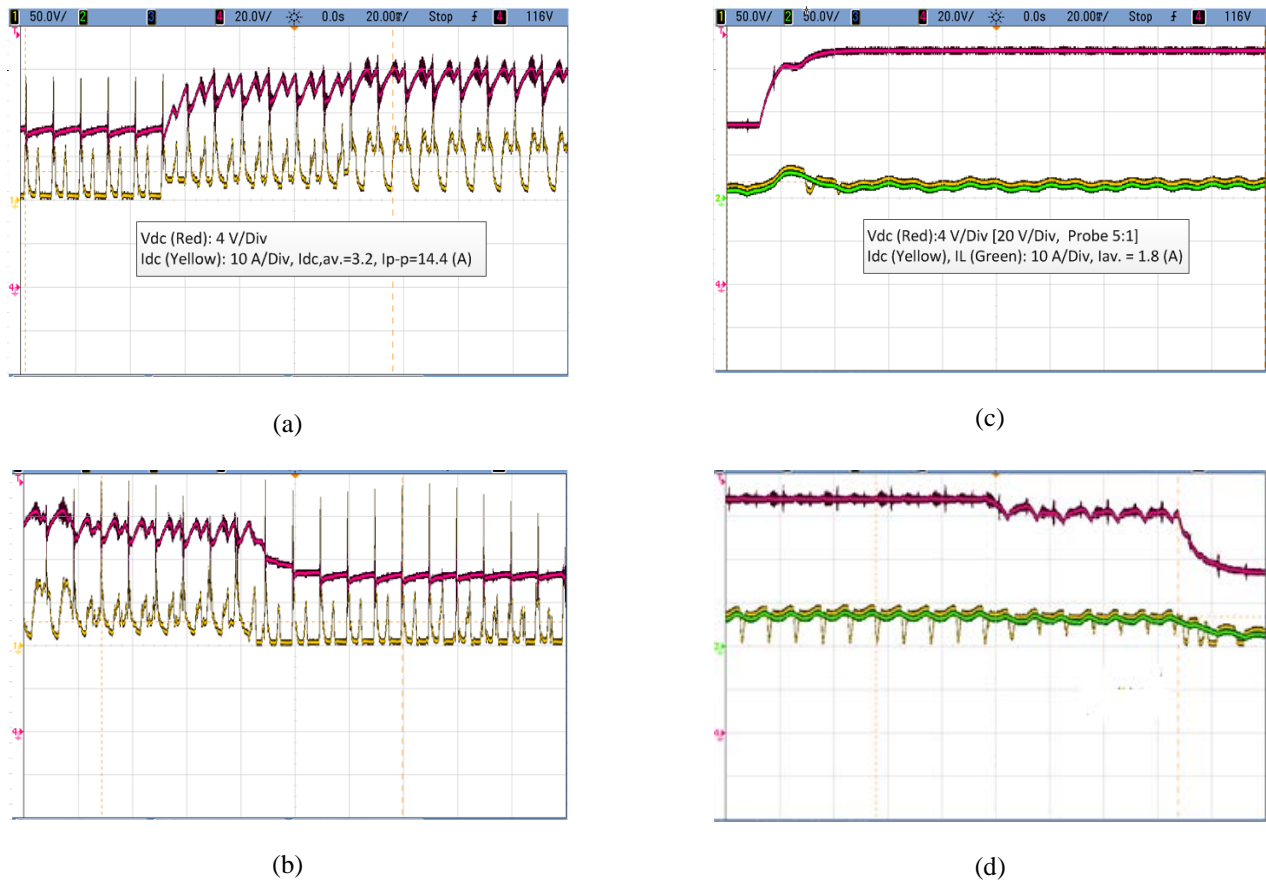 1 50.0V/ 2 3 4 20.0V/ 0.0s 20.00㎳/ Stop 4 116V
Vdc (Red): 4 V/Div
Idc (Yellow): 10 A/Div, Idc,av.=3.2, Ip-p=14.4 (A)
(a)
1 50.0V/ 2 50.0V/ 3 4 20.0V/ 0.0s 20.00㎳/ Stop 4 116V
Vdc (Red):4 V/Div [20 V/Div, Probe 5:1]
Idc (Yellow), IL (Green): 10 A/Div, Iav. = 1.8 (A)
(c)
(b)
(d)